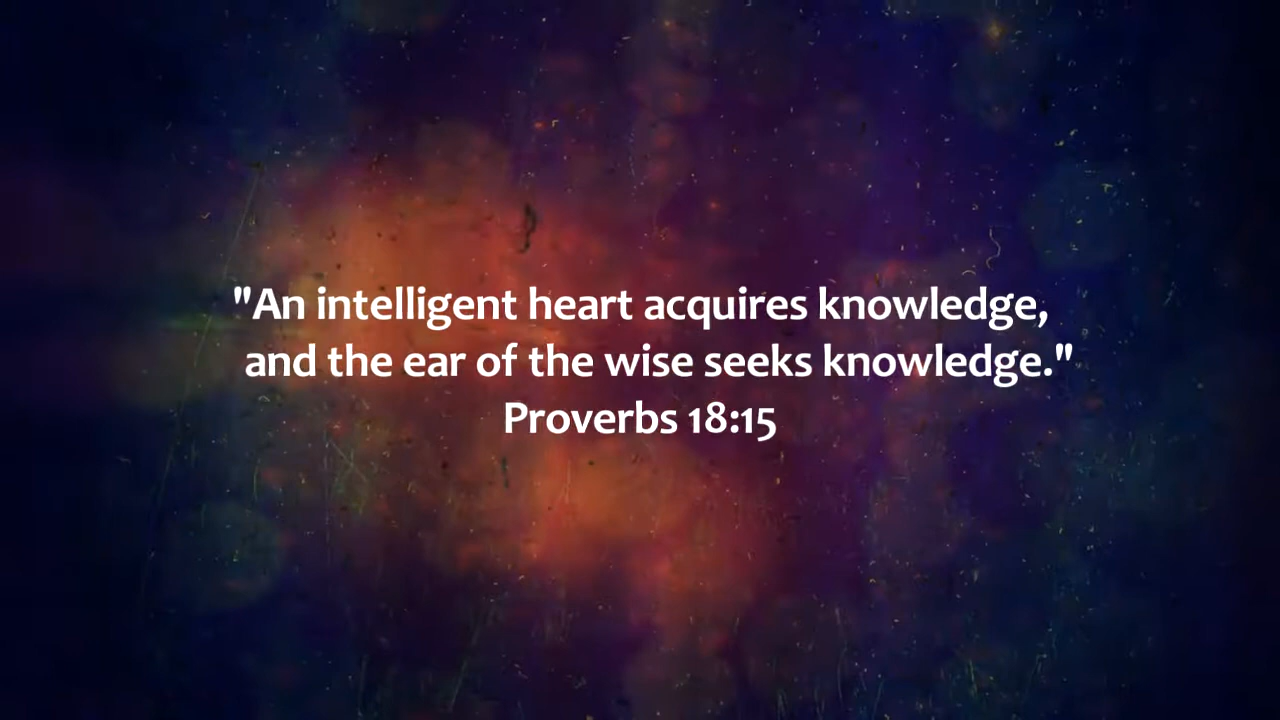 "An intelligent heart acquires knowledge,
and the ear of the wise seeks knowledge."
Proverbs 18:15